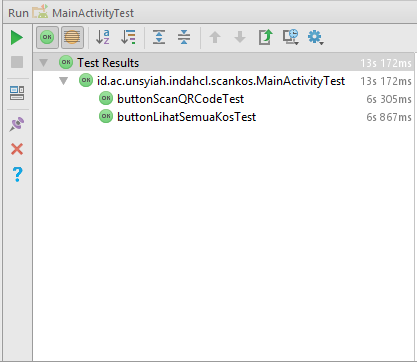 Run MainActivityTest
OK
OK Test Results 13s 172ms
OK id.ac.unsyiah.indahcl.scankos.MainActivityTest 13s 172ms
OK buttonScanQRCodeTest 6s 305ms
OK buttonLihatSemuaKosTest 6s 867ms
?